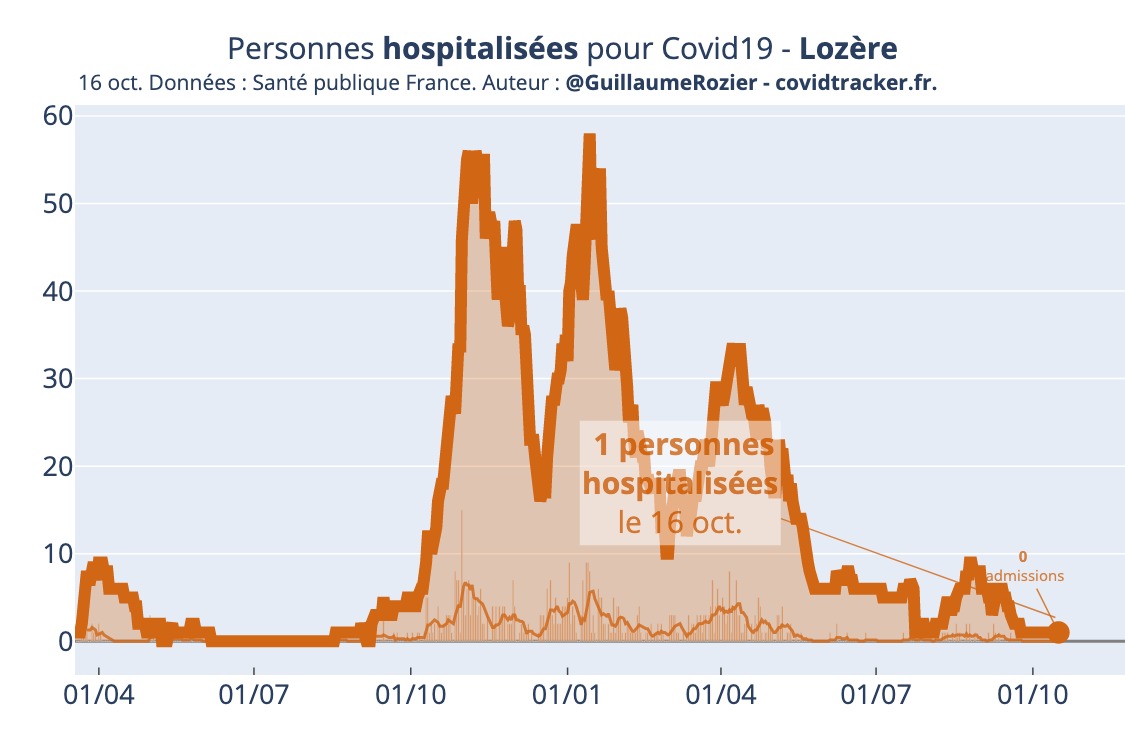 Personnes hospitalisées pour Covid19 - Lozère
16 oct. Données : Santé publique France. Auteur : @GuillaumeRozier - covidtracker.fr.
60
50
40
30
20
10
0
1 personnes
hospitalisées
le 16 oct.
0
admissions
01/04
01/07
01/10
01/01
01/04
01/07
01/10